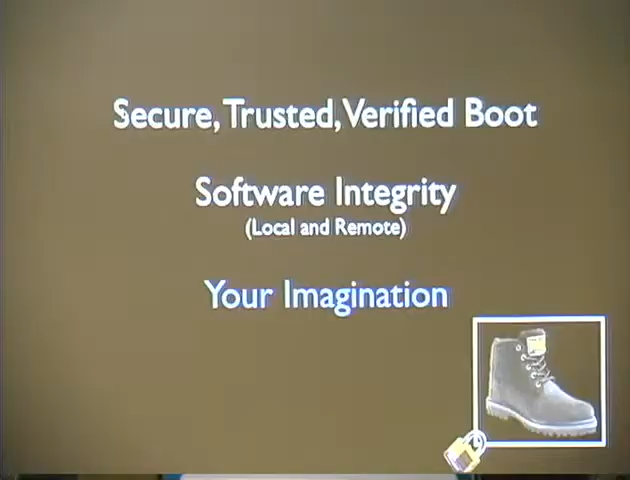 Secure, Trusted, Verified Boot
Software Integrity
(Local and Remote)
Your Imagination